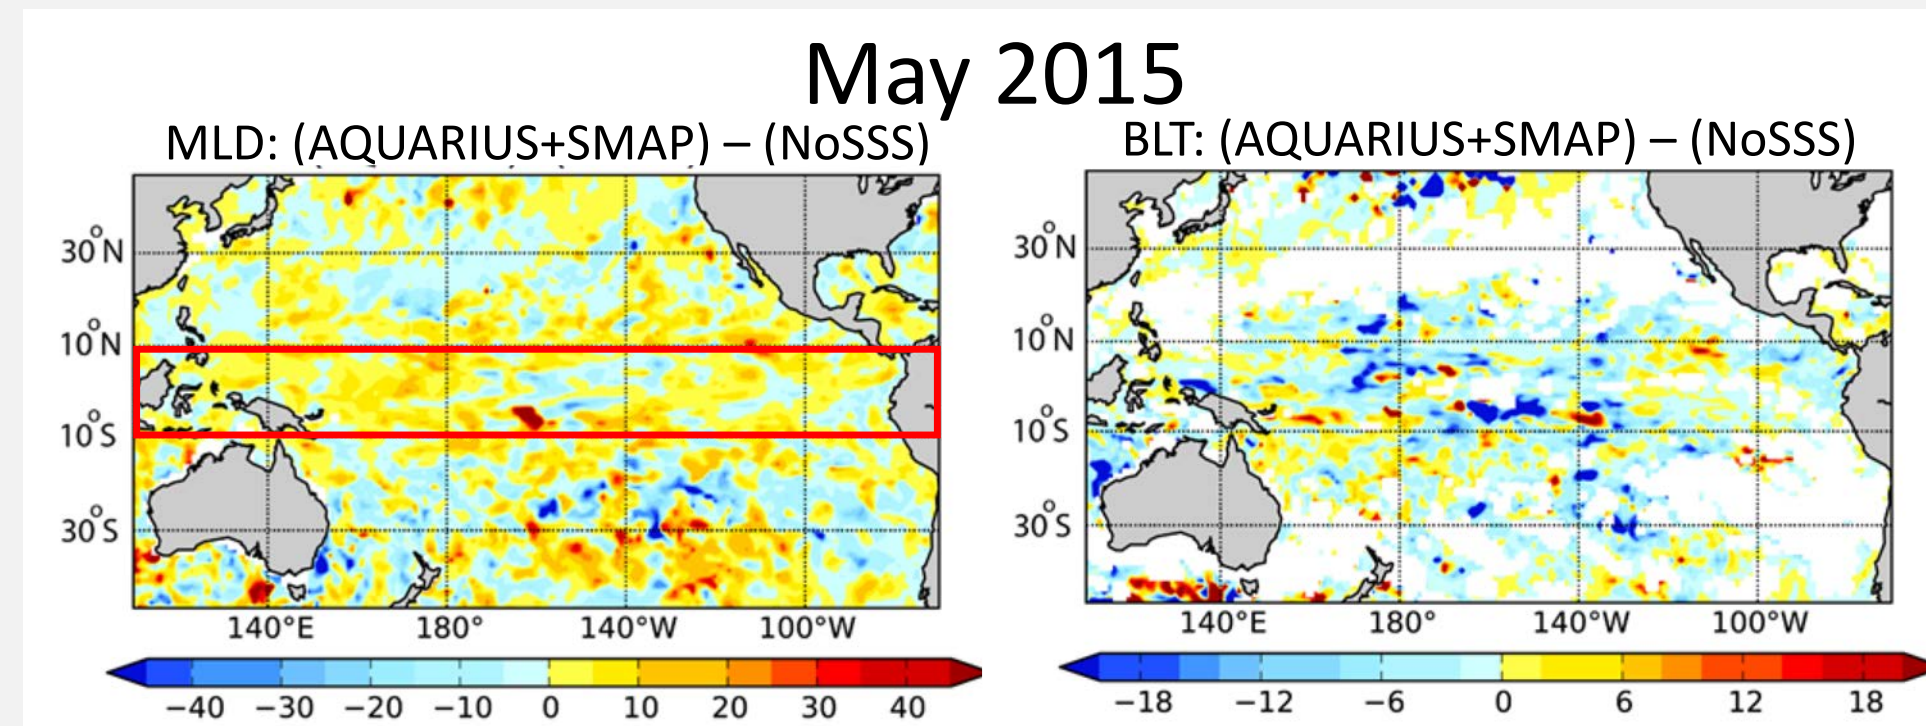 May 2015
MLD: (AQUARIUS+SMAP) – (NoSSS)
BLT: (AQUARIUS+SMAP) – (NoSSS)
30°N
10°N
10°S
30°S
140°E 180° 140°W 100°W
−40 −30 −20 −10 0 10 20 30 40
30°N
10°N
10°S
30°S
140°E 180° 140°W 100°W
−18 −12 −6 0 6 12 18